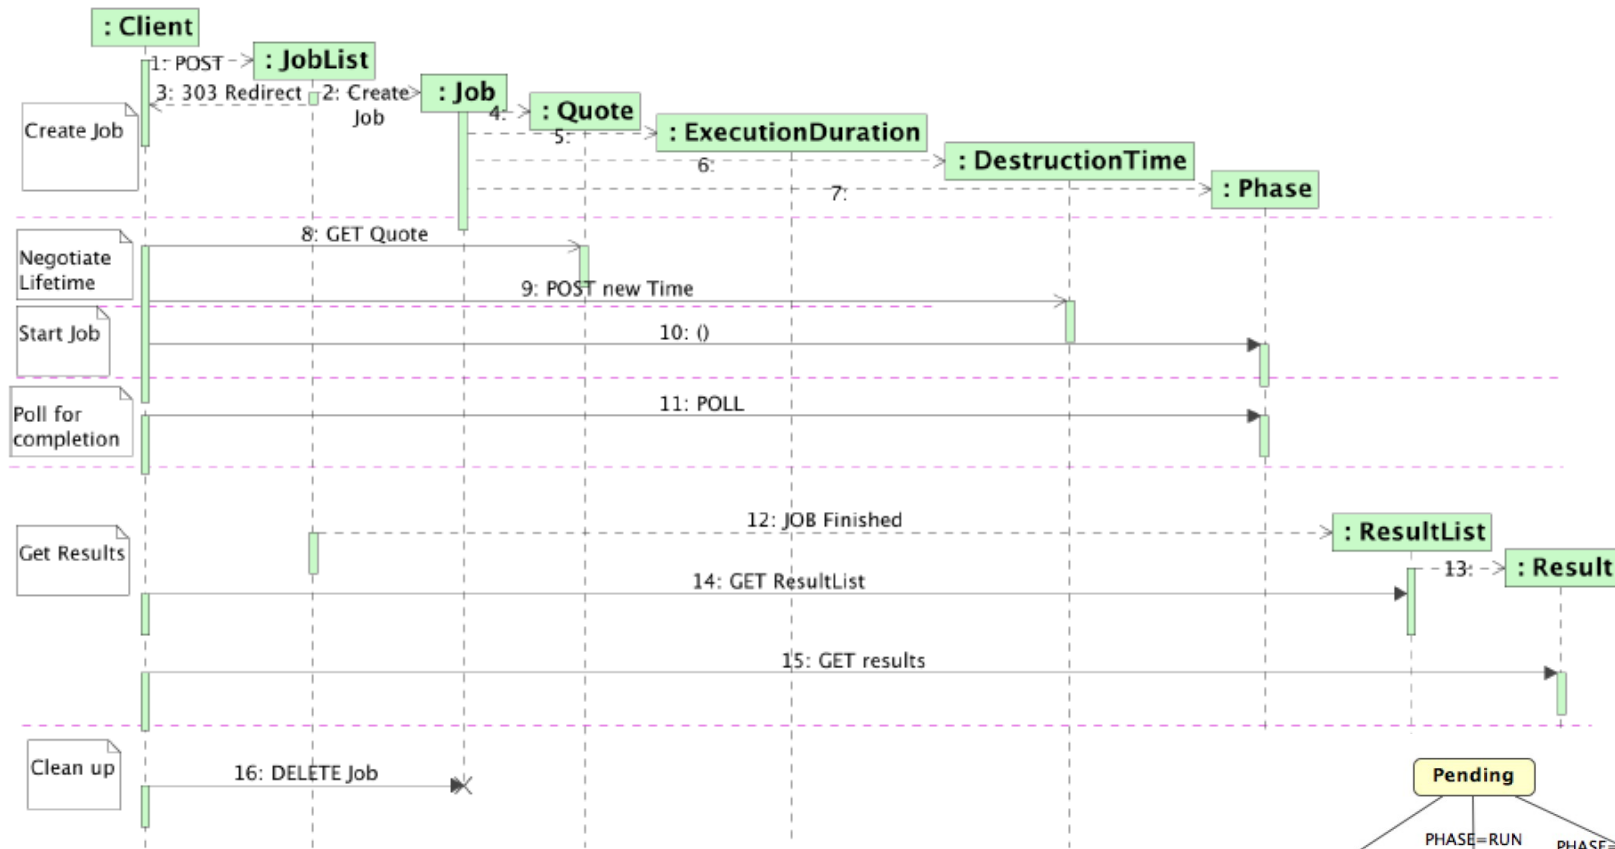 : Client
1: POST
: JobList
3: 303 Redirect
2: Create
Job
: Job
Create Job
4:
: Quote
5:
: ExecutionDuration
6:
: DestructionTime
7:
: Phase
8: GET Quote
Negotiate
Lifetime
9: POST new Time
Start Job
10: ()
Poll for
completion
11: POLL
12: JOB Finished
: ResultList
Get Results
13:
: Result
14: GET ResultList
15: GET results
Clean up
16: DELETE Job
Pending
PHASE=RUN
PHASE=